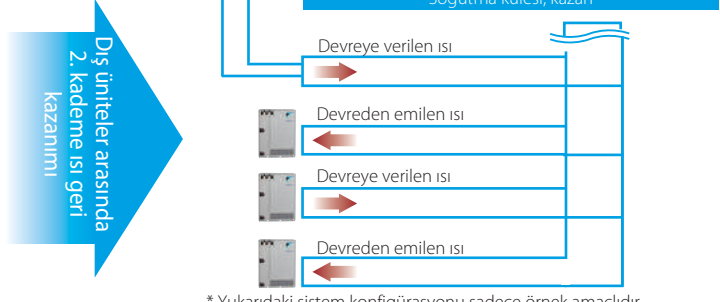 Soğutma kulesi, kazan
Dış üniteler arasında
2. kademe ısı geri
kazanımı
Devreye verilen ısı
Devreden emilen ısı
Devreye verilen ısı
Devreden emilen ısı
* Yukarıdaki sistem konfigürasyonu sadece örnek amaçlıdır